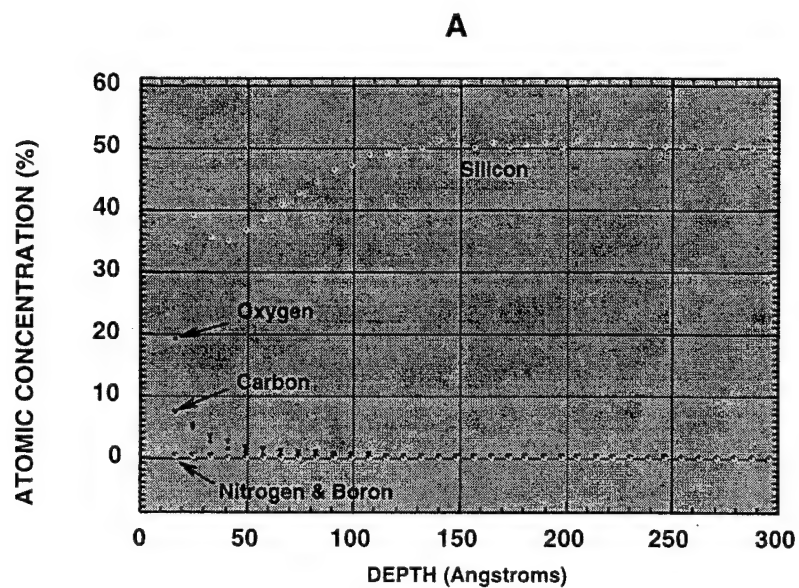 A
60
50
40
30
20
10
0
ATOMIC CONCENTRATION (%)
Silicon
Oxygen
Carbon
Nitrogen & Boron
0 50 100 150 200 250 300
DEPTH (Angstroms)